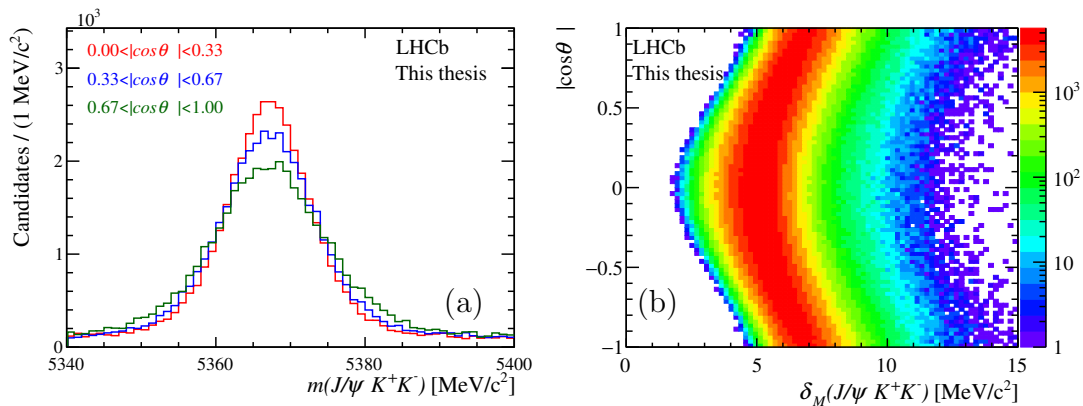 ×10³
Candidates / (1 MeV/c²)
3
2
1
0
0.00<|cosθ |<0.33
0.33<|cosθ |<0.67
0.67<|cosθ |<1.00
LHCb
This thesis
(a)
5340 5360 5380 5400
m(J/ψ K⁺K⁻) [MeV/c²]
|cosθ |
1
0.5
0
−0.5
−1
LHCb
This thesis
(b)
0 5 10 15
δ_M(J/ψ K⁺K⁻) [MeV/c²]
10³
10²
10
1